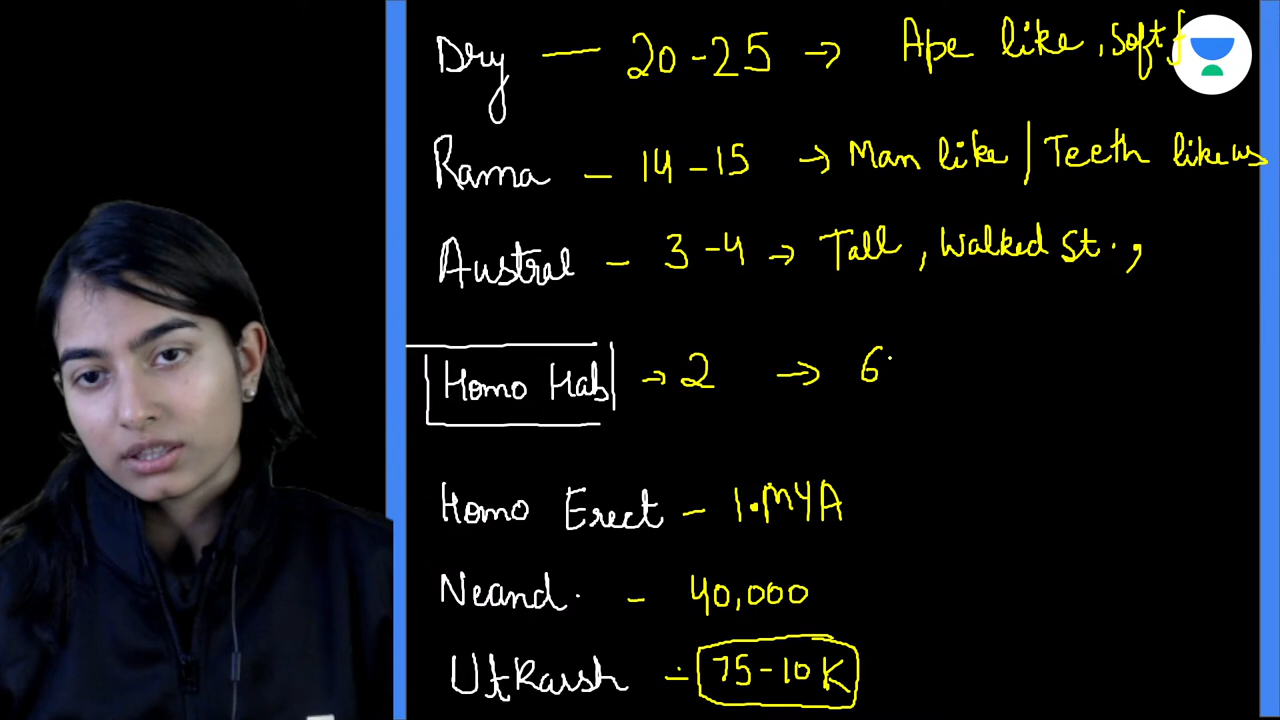 Dry — 20-25 → Ape like, Soft f
Rama - 14-15 → Man like | Teeth like us
Austral - 3-4 → Tall, Walked St.,
Homo Hab → 2 → 6.
Homo Erect - 1.MYA
Neand. - 40,000
Utkarsh - 75-10K